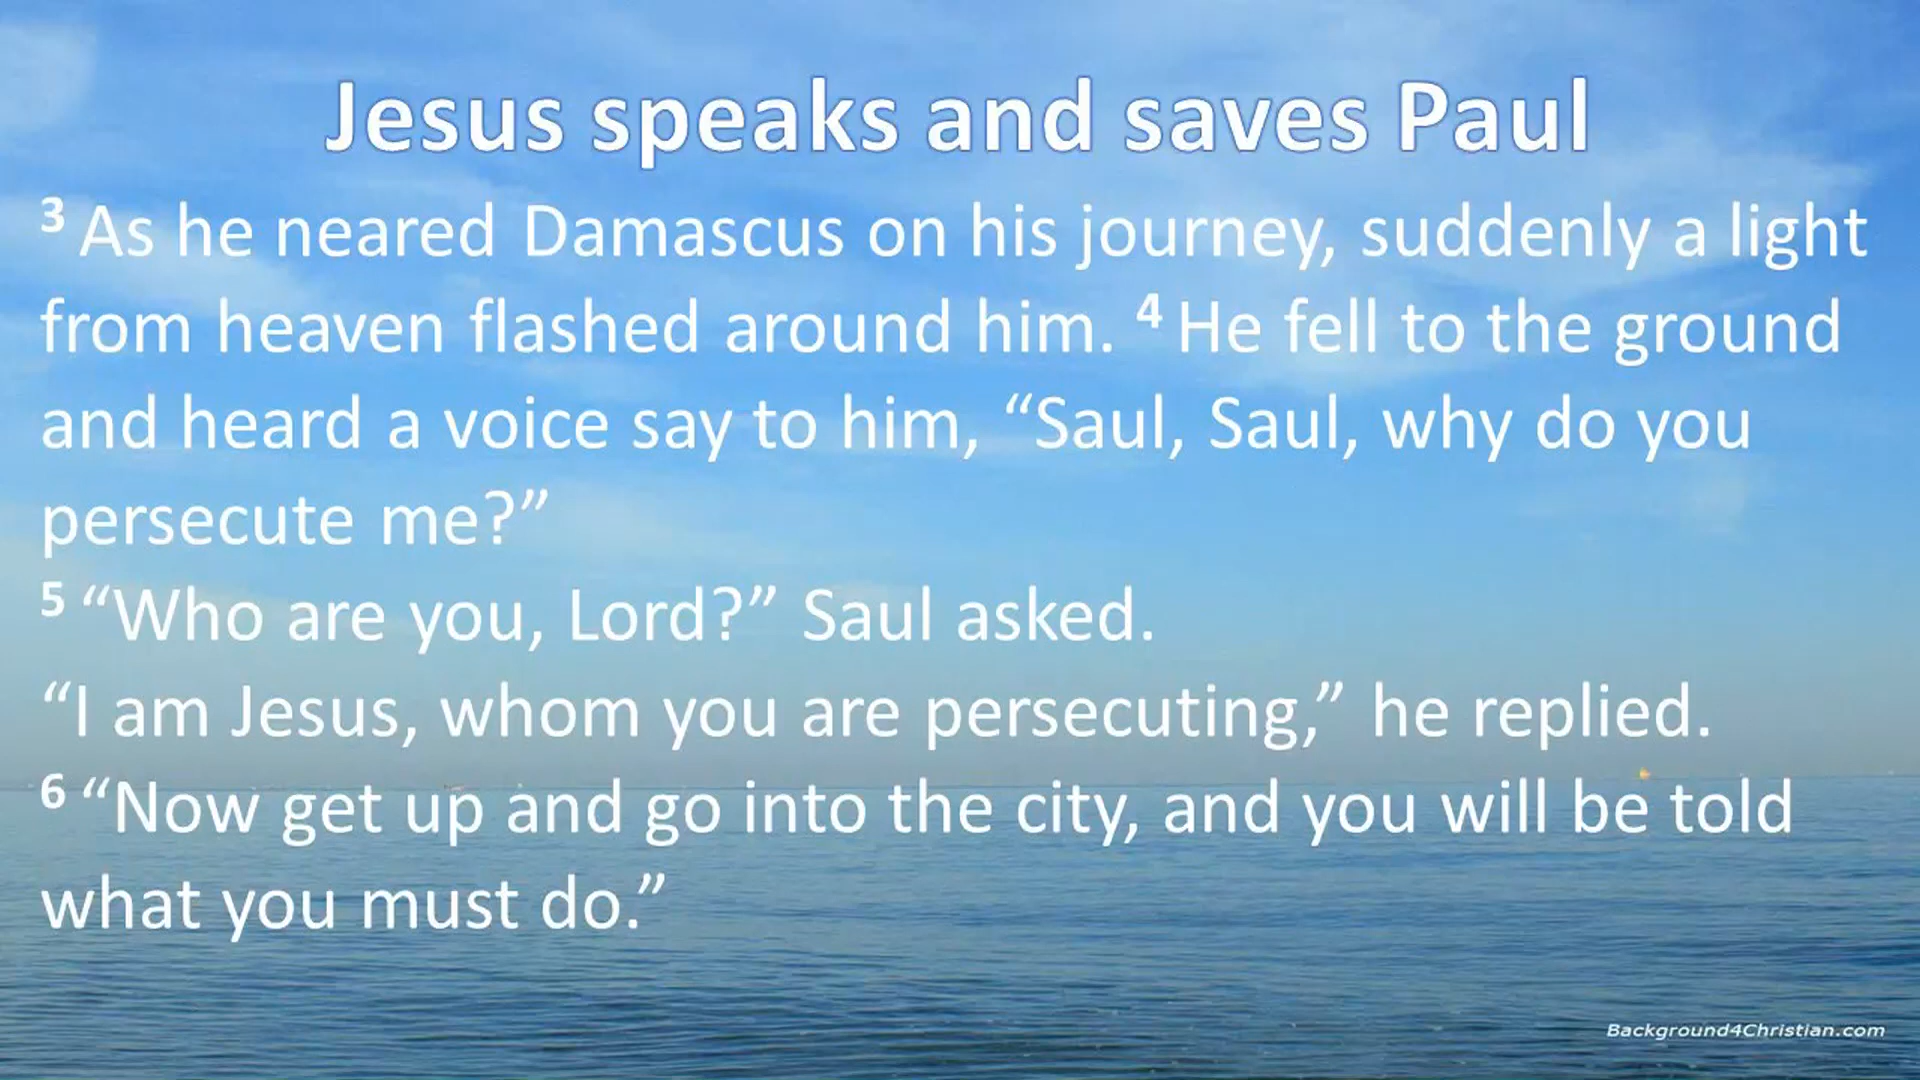 Jesus speaks and saves Paul
3 As he neared Damascus on his journey, suddenly a light
from heaven flashed around him. 4 He fell to the ground
and heard a voice say to him, “Saul, Saul, why do you
persecute me?”
5 “Who are you, Lord?” Saul asked.
“I am Jesus, whom you are persecuting,” he replied.
6 “Now get up and go into the city, and you will be told
what you must do.”
Background4Christian.com